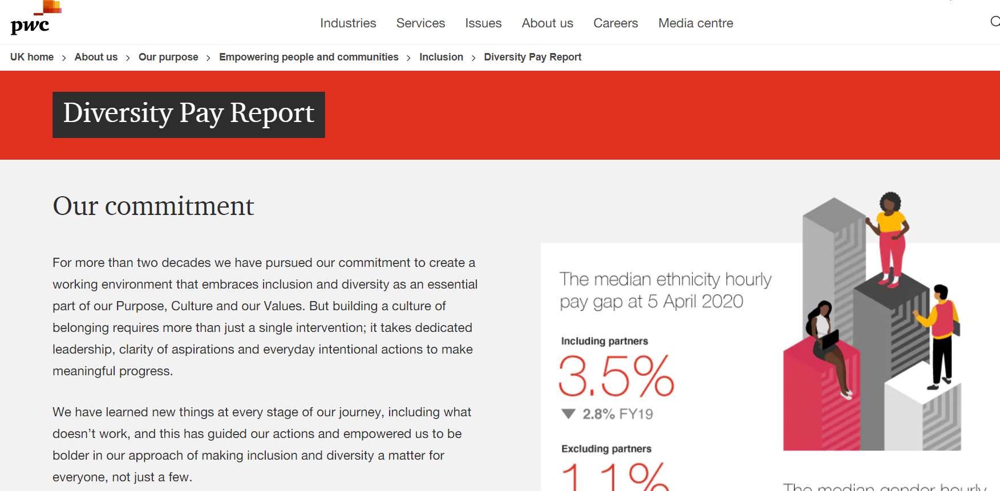 pwc
Industries Services Issues About us Careers Media centre
UK home > About us > Our purpose > Empowering people and communities > Inclusion > Diversity Pay Report
Diversity Pay Report
Our commitment
For more than two decades we have pursued our commitment to create a
working environment that embraces inclusion and diversity as an essential
part of our Purpose, Culture and our Values. But building a culture of
belonging requires more than just a single intervention; it takes dedicated
leadership, clarity of aspirations and everyday intentional actions to make
meaningful progress.
We have learned new things at every stage of our journey, including what
doesn’t work, and this has guided our actions and empowered us to be
bolder in our approach of making inclusion and diversity a matter for
everyone, not just a few.
The median ethnicity hourly
pay gap at 5 April 2020
Including partners
3.5%
▼ 2.8% FY19
Excluding partners
1.1%
The median gender hourly